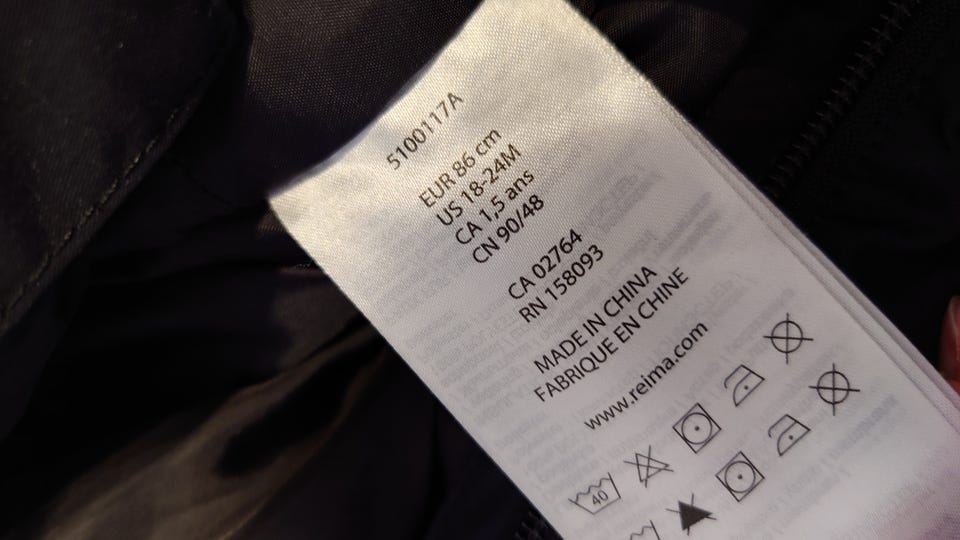 5100117A
EUR 86 cm
US 18-24M
CA 1,5 ans
CN 90/48
CA 02764
RN 158093
MADE IN CHINA
FABRIQUE EN CHINE
www.reima.com
40